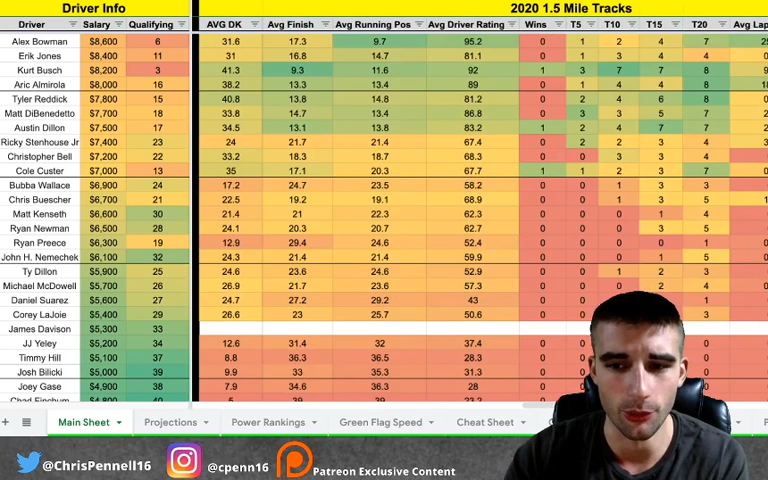 Driver Info 2020 1.5 Mile Tracks
Driver Salary Qualifying AVG DK Avg Finish Avg Running Pos Avg Driver Rating Wins T5 T10 T15 T20 Avg Lap
Alex Bowman $8,600 6 31.6 17.3 9.7 95.2 0 1 2 4 7
Erik Jones $8,400 11 31 16.8 14.7 81.1 0 1 3 4 4
Kurt Busch $8,200 3 41.3 9.3 11.6 92 1 3 7 7 8
Aric Almirola $8,000 16 38.2 13.3 13.4 89 0 1 4 4 8
Tyler Reddick $7,800 15 40.8 13.8 14.8 81.2 0 2 4 6 8
Matt DiBenedetto $7,700 18 33.8 14.7 13.4 86.8 0 3 3 5 7
Austin Dillon $7,500 17 34.5 13.1 13.8 83.2 1 2 4 7 7
Ricky Stenhouse Jr $7,400 23 24 21.7 21.4 67.4 0 2 2 3 4
Christopher Bell $7,200 22 33.2 18.3 18.7 68.3 0 0 3 3 4
Cole Custer $7,000 13 35 17.1 20.3 67.7 1 1 2 3 7
Bubba Wallace $6,900 24 17.2 24.7 23.5 58.2 0 0 1 3 3
Chris Buescher $6,700 21 22.5 19.2 19.1 68.9 0 0 1 3 5
Matt Kenseth $6,600 30 21.4 21 22.3 62.3 0 0 0 1 4
Ryan Newman $6,500 28 24.1 20.3 20.7 62.7 0 0 0 3 5
Ryan Preece $6,300 19 12.9 29.4 24.6 52.4 0 0 0 0 1
John H. Nemechek $6,100 32 24.3 21.4 21.4 59.9 0 0 0 1 5
Ty Dillon $5,900 25 24.6 23.6 24.6 52.9 0 0 1 2 3
Michael McDowell $5,700 26 26.9 21.7 23.6 57.3 0 0 0 2 4
Daniel Suarez $5,600 27 24.7 27.2 29.2 43 0 0 1
Corey LaJoie $5,400 29 26.6 23 25.7 50.6 0 0 3
James Davison $5,300 33
JJ Yeley $5,200 34 12.6 31.4 32 37.4 0 0
Timmy Hill $5,100 37 8.8 36.3 36.5 28.3 0 0
Josh Bilicki $5,000 39 9.9 33 35.3 31.3 0 0
Joey Gase $4,900 38 7.9 34.6 36.3 28 0 0
Chad Finchum $4,800 40 5 39 39 23.2 0
Main Sheet Projections Power Rankings Green Flag Speed Cheat Sheet
@ChrisPennell16 @cpenn16 Patreon Exclusive Content